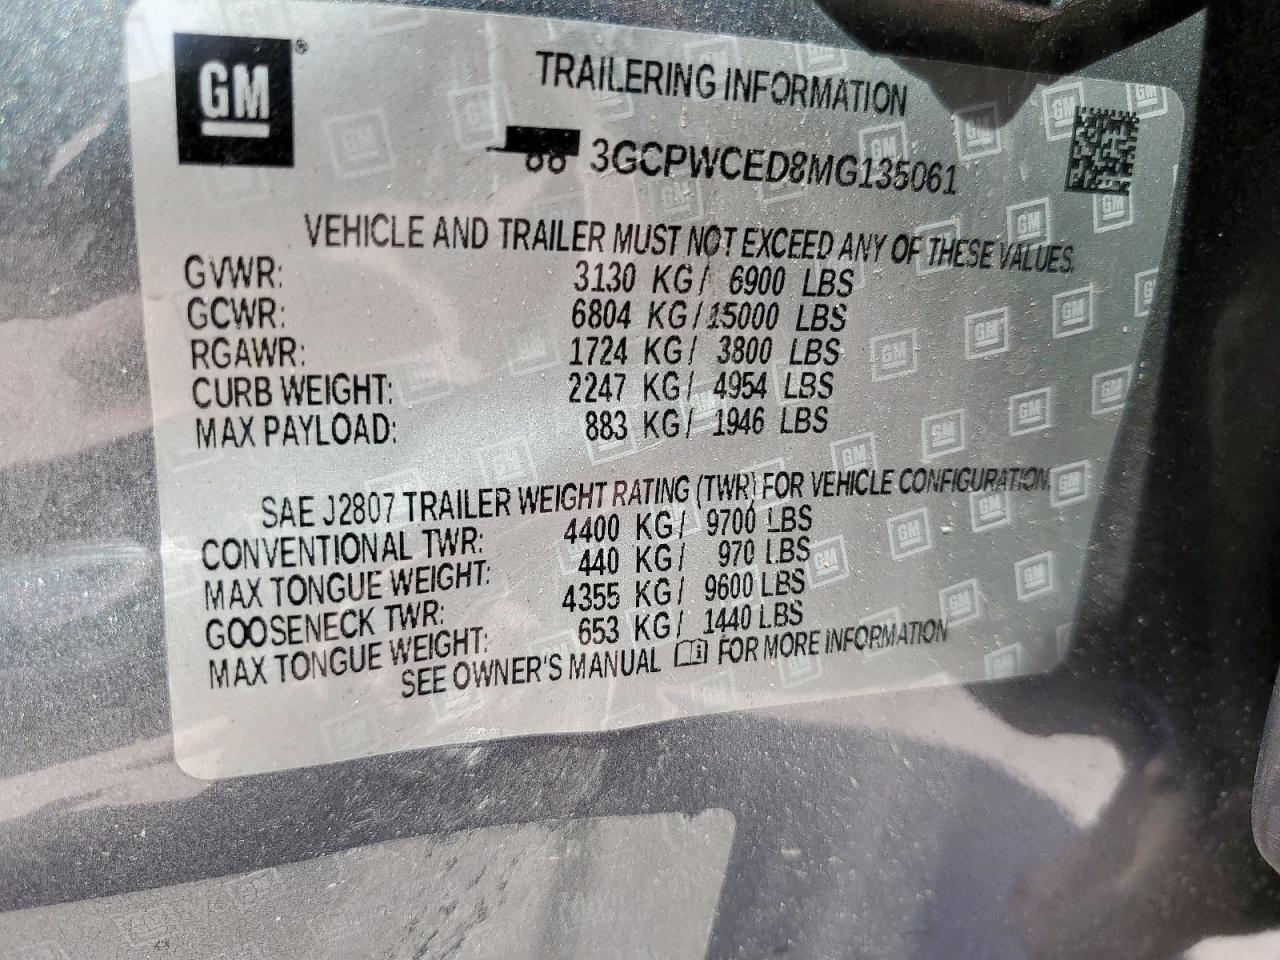 GM ®
TRAILERING INFORMATION
3GCPWCED8MG135061
VEHICLE AND TRAILER MUST NOT EXCEED ANY OF THESE VALUES.
GVWR: 3130 KG/ 6900 LBS
GCWR: 6804 KG/15000 LBS
RGAWR: 1724 KG/ 3800 LBS
CURB WEIGHT: 2247 KG/ 4954 LBS
MAX PAYLOAD: 883 KG/ 1946 LBS
SAE J2807 TRAILER WEIGHT RATING (TWR) FOR VEHICLE CONFIGURATION.
CONVENTIONAL TWR: 4400 KG/ 9700 LBS
MAX TONGUE WEIGHT: 440 KG/ 970 LBS
GOOSENECK TWR: 4355 KG/ 9600 LBS
MAX TONGUE WEIGHT: 653 KG/ 1440 LBS
SEE OWNER'S MANUAL FOR MORE INFORMATION